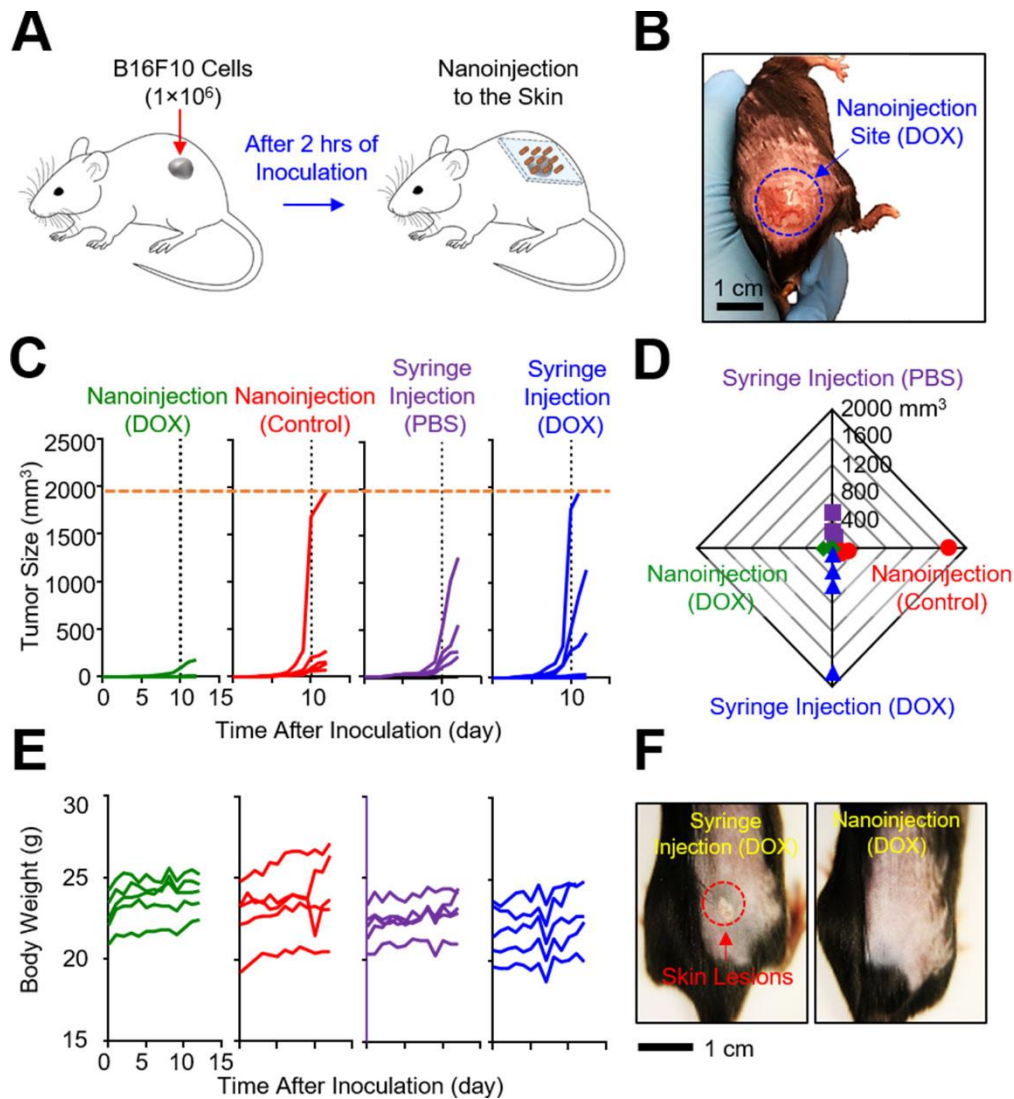 A
B16F10 Cells
(1×10⁶)
After 2 hrs of
Inoculation
Nanoinjection
to the Skin
B
Nanoinjection
Site (DOX)
1 cm
C
Nanoinjection
(DOX)
Nanoinjection
(Control)
Syringe
Injection
(PBS)
Syringe
Injection
(DOX)
Tumor Size (mm³)
2500
2000
1500
1000
500
0
0
5
10
15
10
10
10
Time After Inoculation (day)
D
Syringe Injection (PBS)
2000 mm³
1600
1200
800
400
Nanoinjection
(DOX)
Nanoinjection
(Control)
Syringe Injection (DOX)
E
Body Weight (g)
30
25
20
15
0
5
10
15
Time After Inoculation (day)
F
Syringe
Injection (DOX)
Skin Lesions
Nanoinjection
(DOX)
1 cm